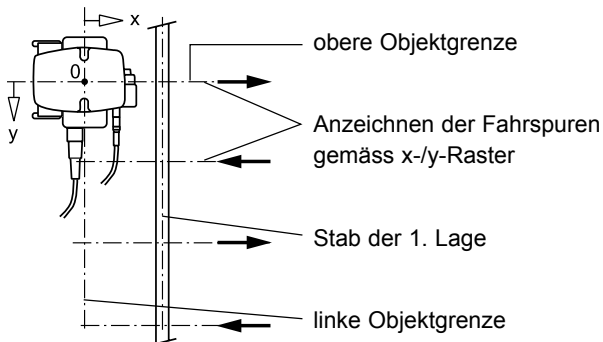 x
obere Objektgrenze
0
y
Anzeichnen der Fahrspuren
gemäss x-/y-Raster
Stab der 1. Lage
linke Objektgrenze